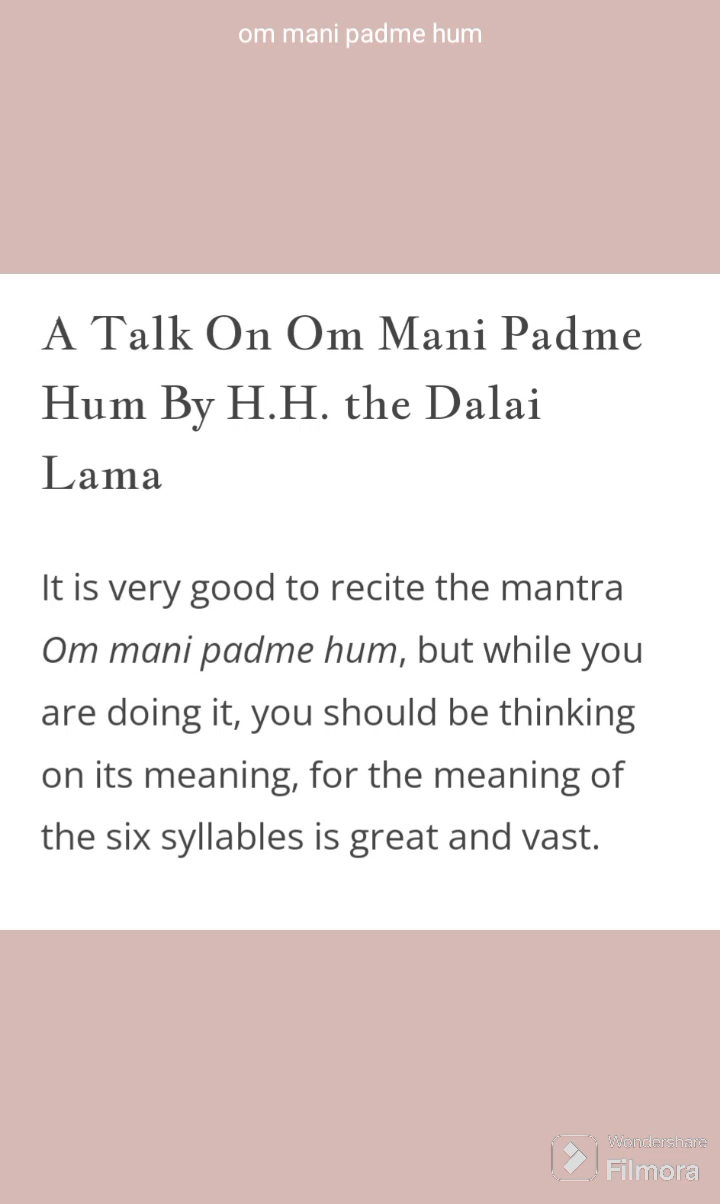 om mani padme hum
A Talk On Om Mani Padme
Hum By H.H. the Dalai
Lama
It is very good to recite the mantra
Om mani padme hum, but while you
are doing it, you should be thinking
on its meaning, for the meaning of
the six syllables is great and vast.
Wondershare
Filmora